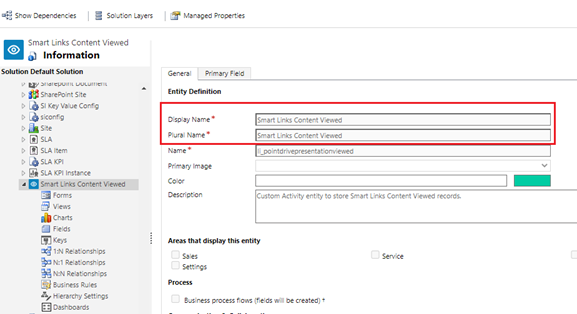 Show Dependencies Solution Layers Managed Properties
Smart Links Content Viewed
Information
Solution Default Solution
Sharepoint Document
SharePoint Site
SI Key Value Config
siconfig
Site
SLA
SLA Item
SLA KPI
SLA KPI Instance
Smart Links Content Viewed
Forms
Views
Charts
Fields
Keys
1:N Relationships
N:1 Relationships
N:N Relationships
Business Rules
Hierarchy Settings
Dashboards
General Primary Field
Entity Definition
Display Name * Smart Links Content Viewed
Plural Name * Smart Links Content Viewed
Name * li_pointdrivepresentationviewed
Primary Image
Color
Description Custom Activity entity to store Smart Links Content Viewed records.
Areas that display this entity
Sales Service
Settings
Process
Business process flows (fields will be created) †